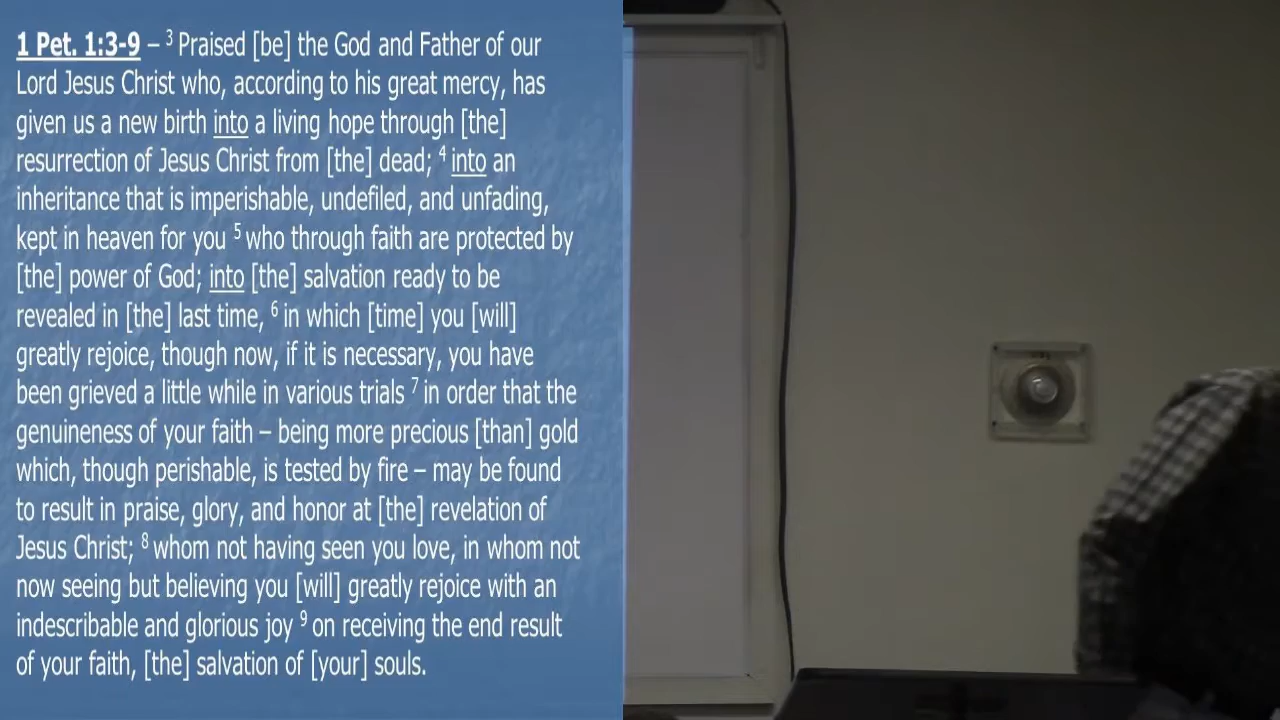 1 Pet. 1:3-9 – ³ Praised [be] the God and Father of our
Lord Jesus Christ who, according to his great mercy, has
given us a new birth into a living hope through [the]
resurrection of Jesus Christ from [the] dead; ⁴ into an
inheritance that is imperishable, undefiled, and unfading,
kept in heaven for you ⁵ who through faith are protected by
[the] power of God; into [the] salvation ready to be
revealed in [the] last time, ⁶ in which [time] you [will]
greatly rejoice, though now, if it is necessary, you have
been grieved a little while in various trials ⁷ in order that the
genuineness of your faith – being more precious [than] gold
which, though perishable, is tested by fire – may be found
to result in praise, glory, and honor at [the] revelation of
Jesus Christ; ⁸ whom not having seen you love, in whom not
now seeing but believing you [will] greatly rejoice with an
indescribable and glorious joy ⁹ on receiving the end result
of your faith, [the] salvation of [your] souls.